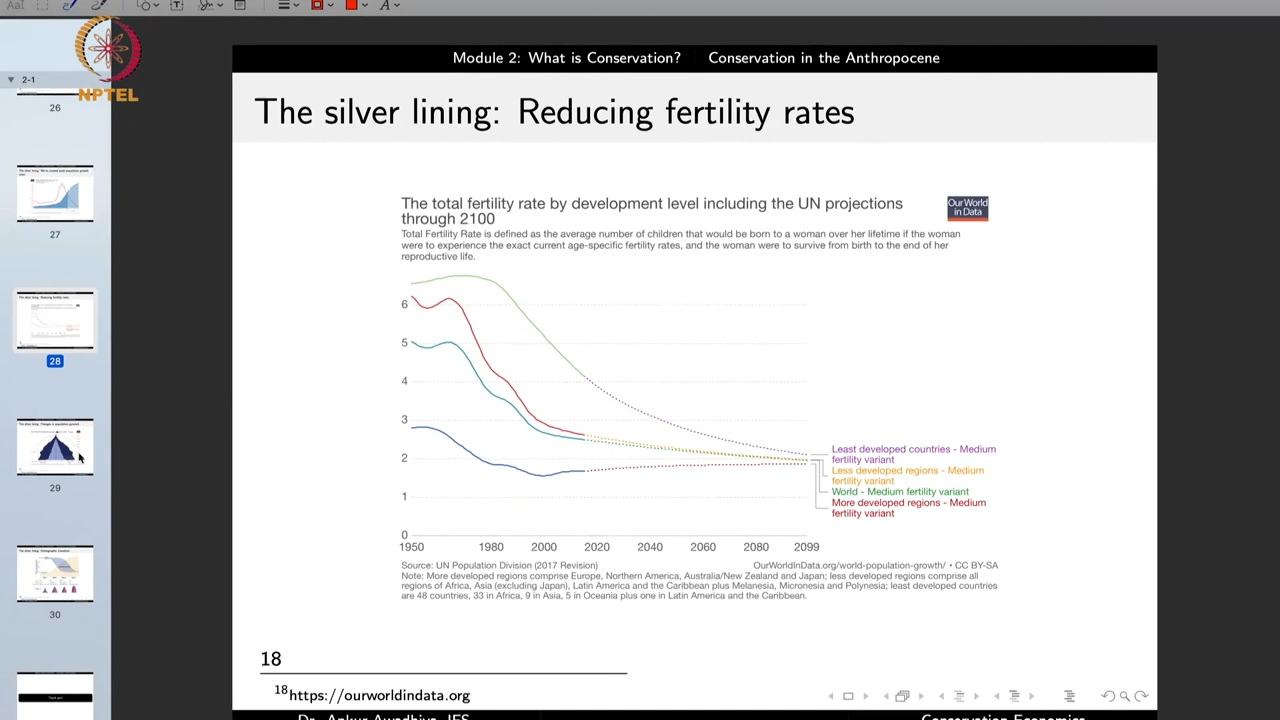 AaI
A
2-1
NPTEL
26
27
28
29
30
Module 2: What is Conservation? Conservation in the Anthropocene
The silver lining: Reducing fertility rates
The total fertility rate by development level including the UN projections
through 2100
Our World
in Data
Total Fertility Rate is defined as the average number of children that would be born to a woman over her lifetime if the woman
were to experience the exact current age-specific fertility rates, and the woman were to survive from birth to the end of her
reproductive life.
6
5
4
3
2
1
0
1950 1980 2000 2020 2040 2060 2080 2099
Least developed countries - Medium
fertility variant
Less developed regions - Medium
fertility variant
World - Medium fertility variant
More developed regions - Medium
fertility variant
Source: UN Population Division (2017 Revision) OurWorldInData.org/world-population-growth/ • CC BY-SA
Note: More developed regions comprise Europe, Northern America, Australia/New Zealand and Japan; less developed regions comprise all
regions of Africa, Asia (excluding Japan), Latin America and the Caribbean plus Melanesia, Micronesia and Polynesia; least developed countries
are 48 countries, 33 in Africa, 9 in Asia, 5 in Oceania plus one in Latin America and the Caribbean.
18
18https://ourworldindata.org
Dr. Ankur Awadhiya, IFS Conservation Economics